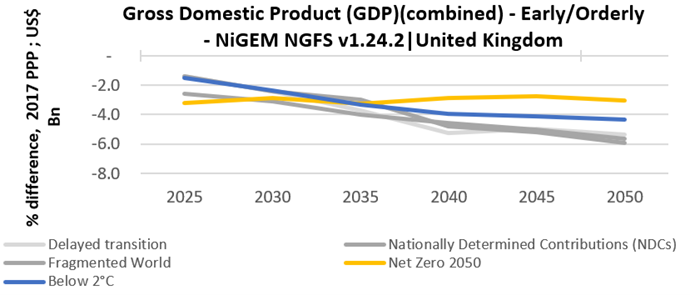 Gross Domestic Product (GDP)(combined) - Early/Orderly
- NiGEM NGFS v1.24.2|United Kingdom
% difference, 2017 PPP ; US$
Bn
-
-2.0
-4.0
-6.0
-8.0
2025 2030 2035 2040 2045 2050
Delayed transition Nationally Determined Contributions (NDCs)
Fragmented World Net Zero 2050
Below 2°C